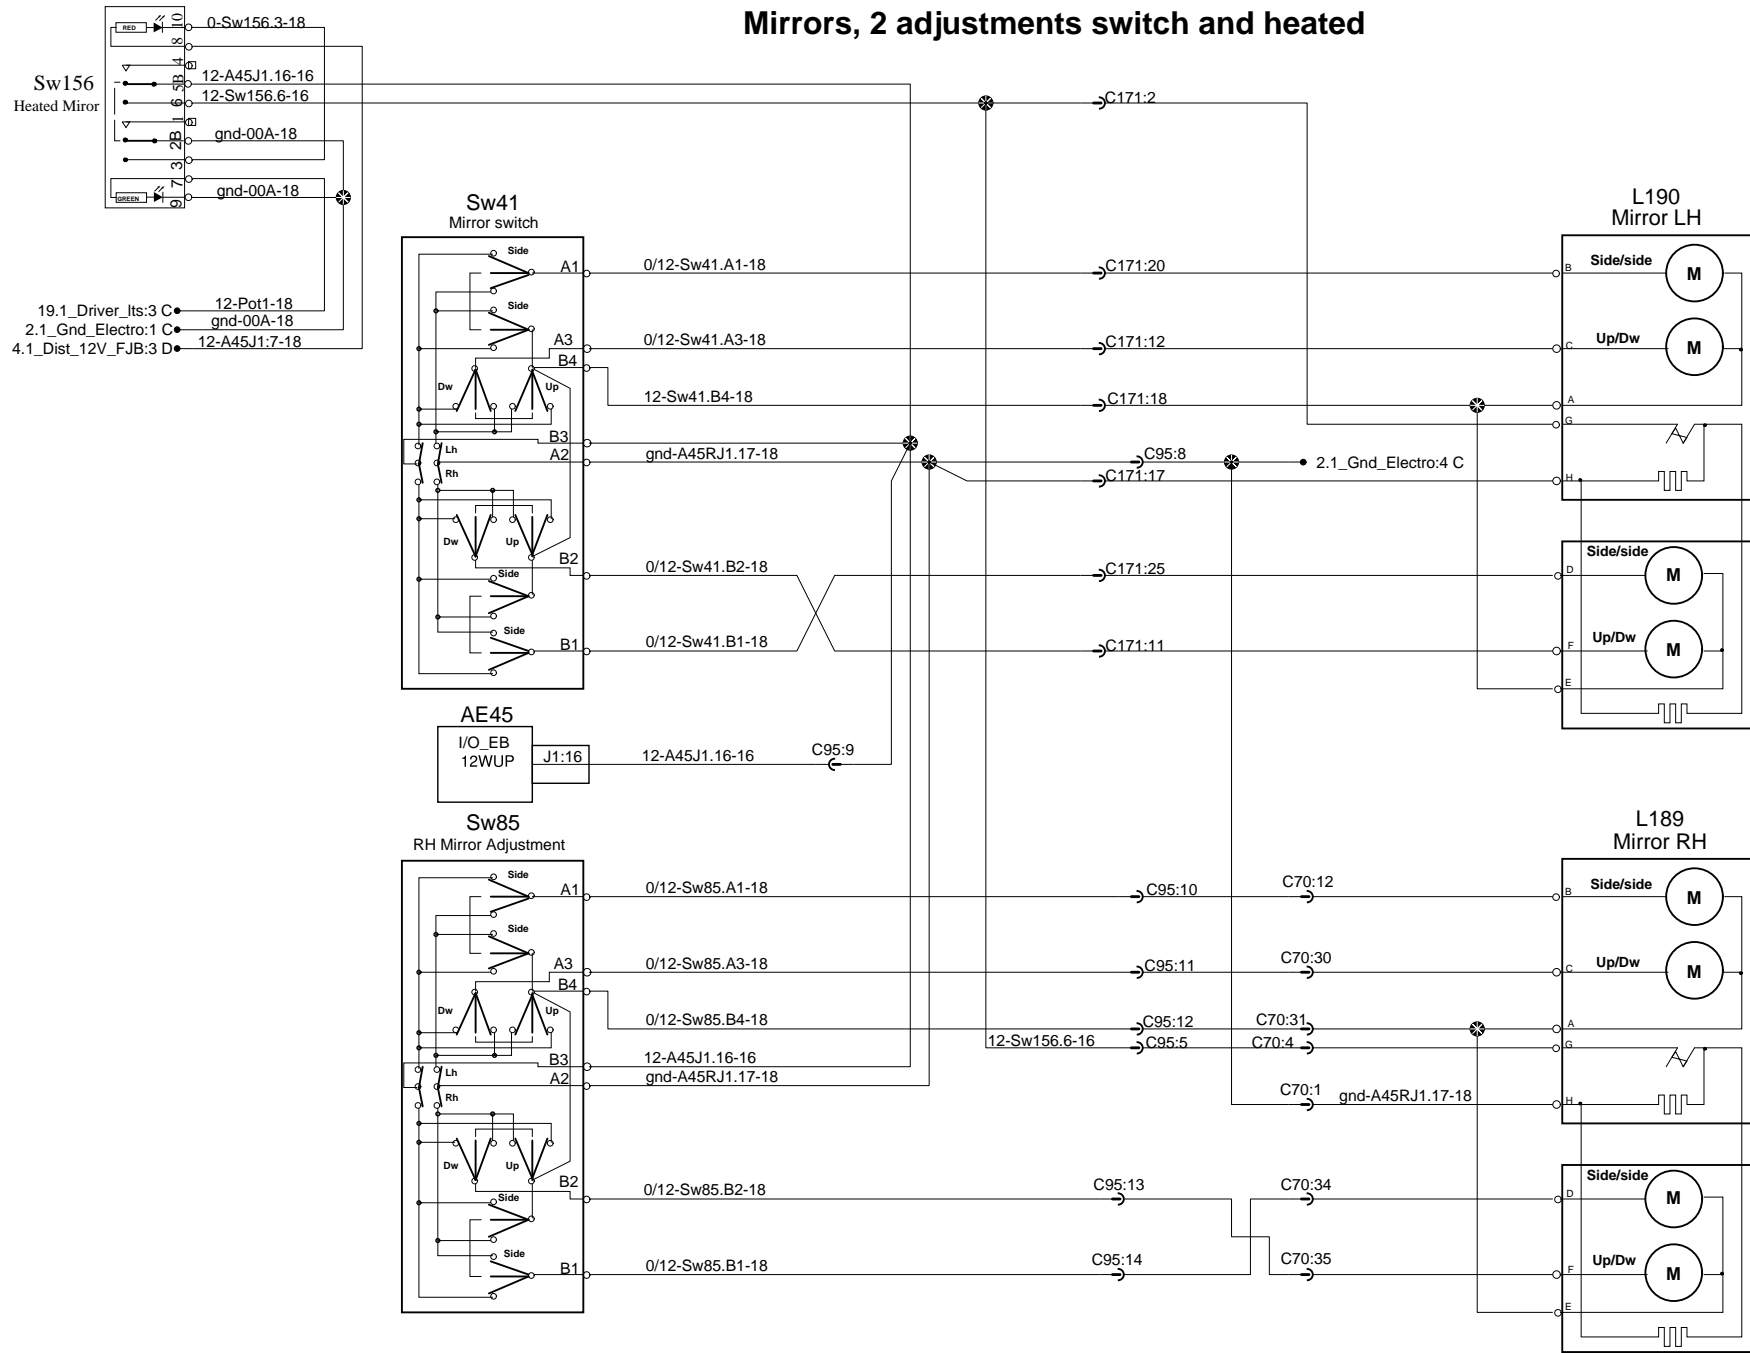 Mirrors, 2 adjustments switch and heated
Sw156
Heated Miror
RED
GREEN
10
8
4
5B
6
1
2B
3
7
9
0-Sw156.3-18
12-A45J1.16-16
12-Sw156.6-16
gnd-00A-18
gnd-00A-18
19.1_Driver_lts:3 C
12-Pot1-18
2.1_Gnd_Electro:1 C
gnd-00A-18
4.1_Dist_12V_FJB:3 D
12-A45J1:7-18
C171:2
Sw41
Mirror switch
Side
A1
0/12-Sw41.A1-18
C171:20
Side
A3
0/12-Sw41.A3-18
C171:12
B4
Dw
Up
12-Sw41.B4-18
C171:18
B3
Lh
A2
gnd-A45RJ1.17-18
C95:8
2.1_Gnd_Electro:4 C
Rh
C171:17
Dw
Up
B2
0/12-Sw41.B2-18
C171:25
Side
Side
B1
0/12-Sw41.B1-18
C171:11
L190
Mirror LH
Side/side
B
M
Up/Dw
C
M
A
G
H
Side/side
D
M
Up/Dw
F
M
E
AE45
I/O_EB
12WUP
J1:16
12-A45J1.16-16
C95:9
Sw85
RH Mirror Adjustment
Side
A1
0/12-Sw85.A1-18
C95:10
C70:12
Side
A3
0/12-Sw85.A3-18
C95:11
C70:30
B4
Dw
Up
0/12-Sw85.B4-18
C95:12
C70:31
12-Sw156.6-16
C95:5
C70:4
B3
12-A45J1.16-16
Lh
A2
gnd-A45RJ1.17-18
Rh
C70:1
gnd-A45RJ1.17-18
Dw
Up
B2
0/12-Sw85.B2-18
C95:13
C70:34
Side
Side
B1
0/12-Sw85.B1-18
C95:14
C70:35
L189
Mirror RH
Side/side
B
M
Up/Dw
C
M
A
G
H
Side/side
D
M
Up/Dw
F
M
E